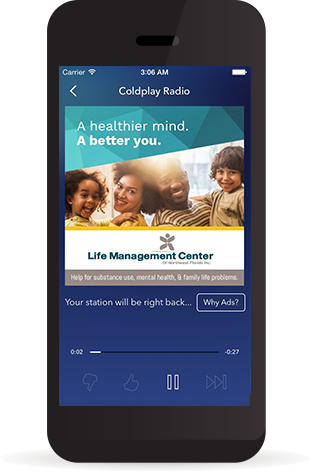 Carrier 3:06 AM
Coldplay Radio
A healthier mind.
A better you.
Life Management Center
Of Northwest Florida Inc.
Help for substance use, mental health, & family life problems.
Your station will be right back... Why Ads?
0:02 -0:27